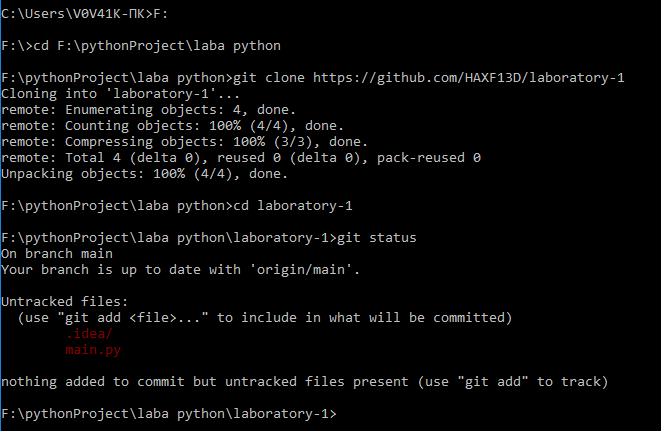 C:\Users\V0V41K-ПК>F:
F:\>cd F:\pythonProject\laba python
F:\pythonProject\laba python>git clone https://github.com/HAXF13D/laboratory-1
Cloning into 'laboratory-1'...
remote: Enumerating objects: 4, done.
remote: Counting objects: 100% (4/4), done.
remote: Compressing objects: 100% (3/3), done.
remote: Total 4 (delta 0), reused 0 (delta 0), pack-reused 0
Unpacking objects: 100% (4/4), done.
F:\pythonProject\laba python>cd laboratory-1
F:\pythonProject\laba python\laboratory-1>git status
On branch main
Your branch is up to date with 'origin/main'.
Untracked files:
  (use "git add <file>..." to include in what will be committed)
        .idea/
        main.py
nothing added to commit but untracked files present (use "git add" to track)
F:\pythonProject\laba python\laboratory-1>